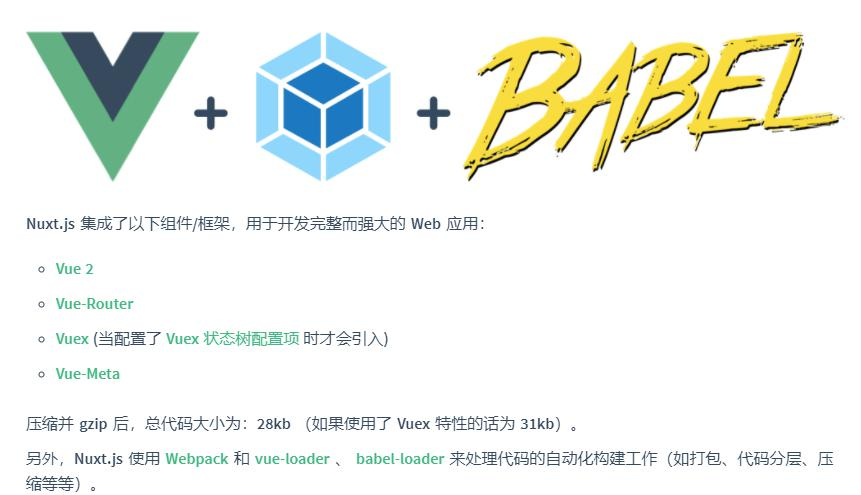 BABEL
Nuxt.js 集成了以下组件/框架，用于开发完整而强大的 Web 应用：
Vue 2
Vue-Router
Vuex (当配置了 Vuex 状态树配置项 时才会引入)
Vue-Meta
压缩并 gzip 后，总代码大小为：28kb （如果使用了 Vuex 特性的话为 31kb）。
另外，Nuxt.js 使用 Webpack 和 vue-loader 、 babel-loader 来处理代码的自动化构建工作（如打包、代码分层、压
缩等等）。